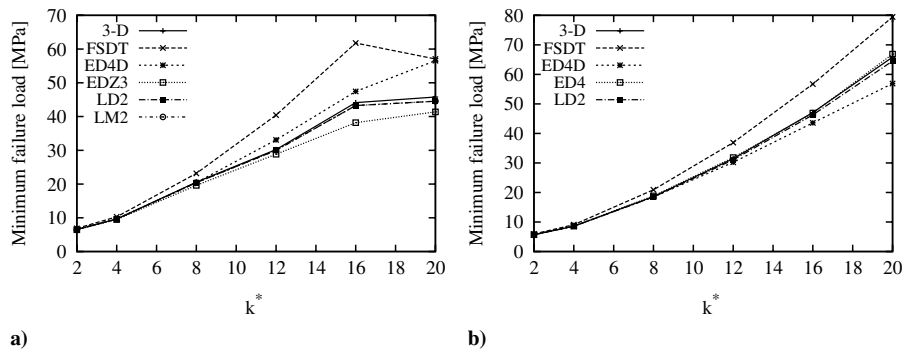 Minimum failure load [MPa]
70
60
50
40
30
20
10
0
3-D
FSDT
ED4D
EDZ3
LD2
LM2
2 4 6 8 10 12 14 16 18 20
k*
a)
Minimum failure load [MPa]
80
70
60
50
40
30
20
10
0
3-D
FSDT
ED4D
ED4
LD2
2 4 6 8 10 12 14 16 18 20
k*
b)